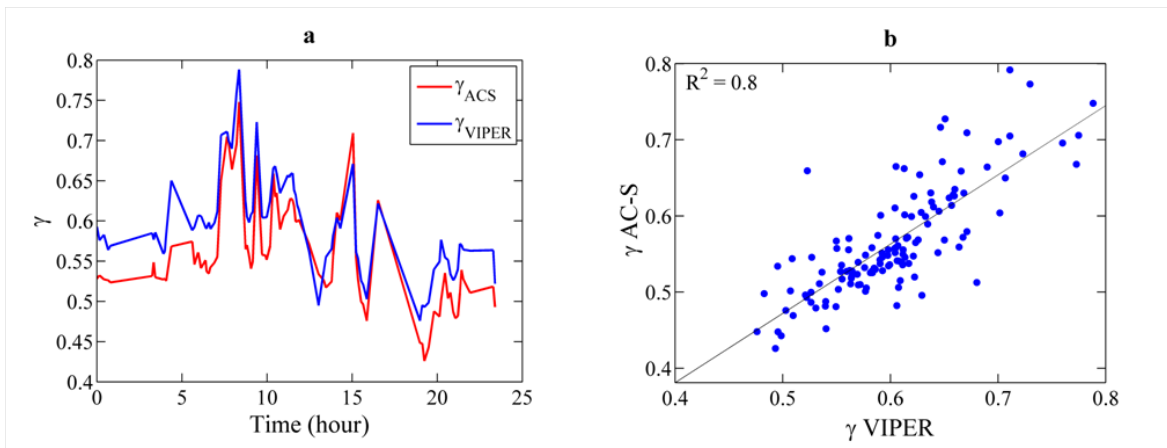 a
γ
0.8
0.75
0.7
0.65
0.6
0.55
0.5
0.45
0.4
0 5 10 15 20 25
Time (hour)
γACS
γVIPER
b
γ AC-S
R² = 0.8
0.8
0.7
0.6
0.5
0.4
0.4 0.5 0.6 0.7 0.8
γ VIPER